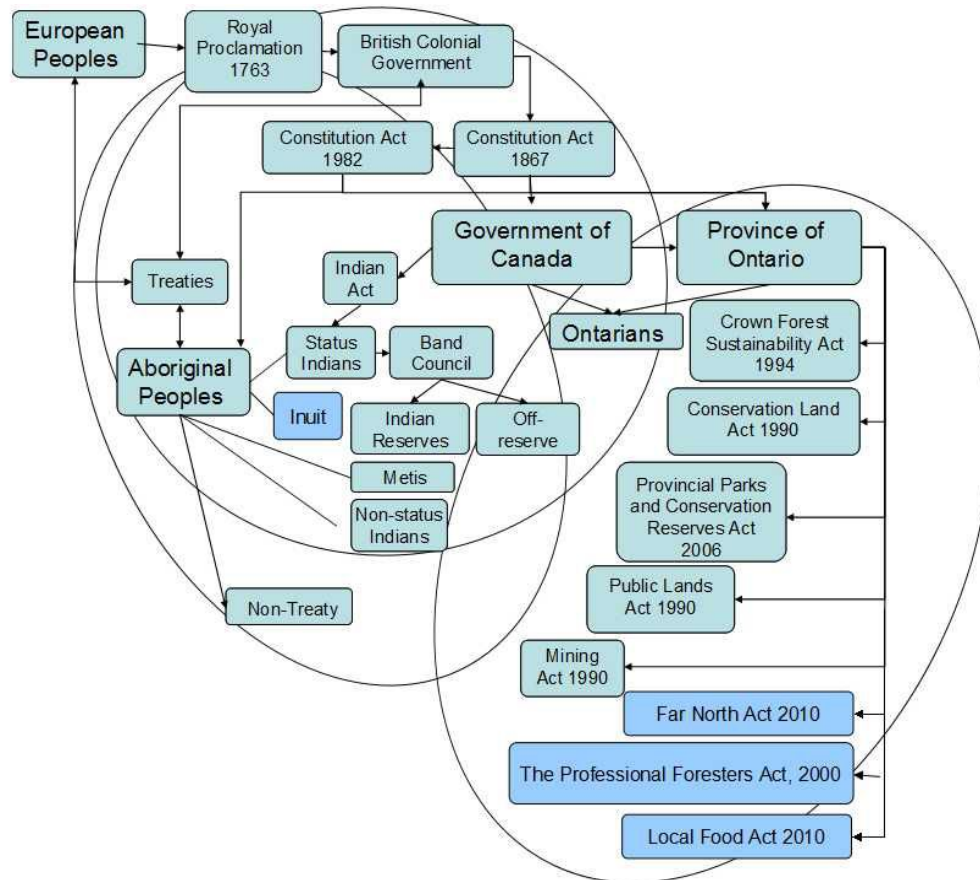 European
Peoples
Royal
Proclamation
1763
British Colonial
Government
Constitution Act
1982
Constitution Act
1867
Government of
Canada
Province of
Ontario
Indian
Act
Treaties
Ontarians
Crown Forest
Sustainability Act
1994
Status
Indians
Band
Council
Aboriginal
Peoples
Inuit
Indian
Reserves
Off-
reserve
Conservation Land
Act 1990
Metis
Non-status
Indians
Provincial Parks
and Conservation
Reserves Act
2006
Non-Treaty
Public Lands
Act 1990
Mining
Act 1990
Far North Act 2010
The Professional Foresters Act, 2000
Local Food Act 2010